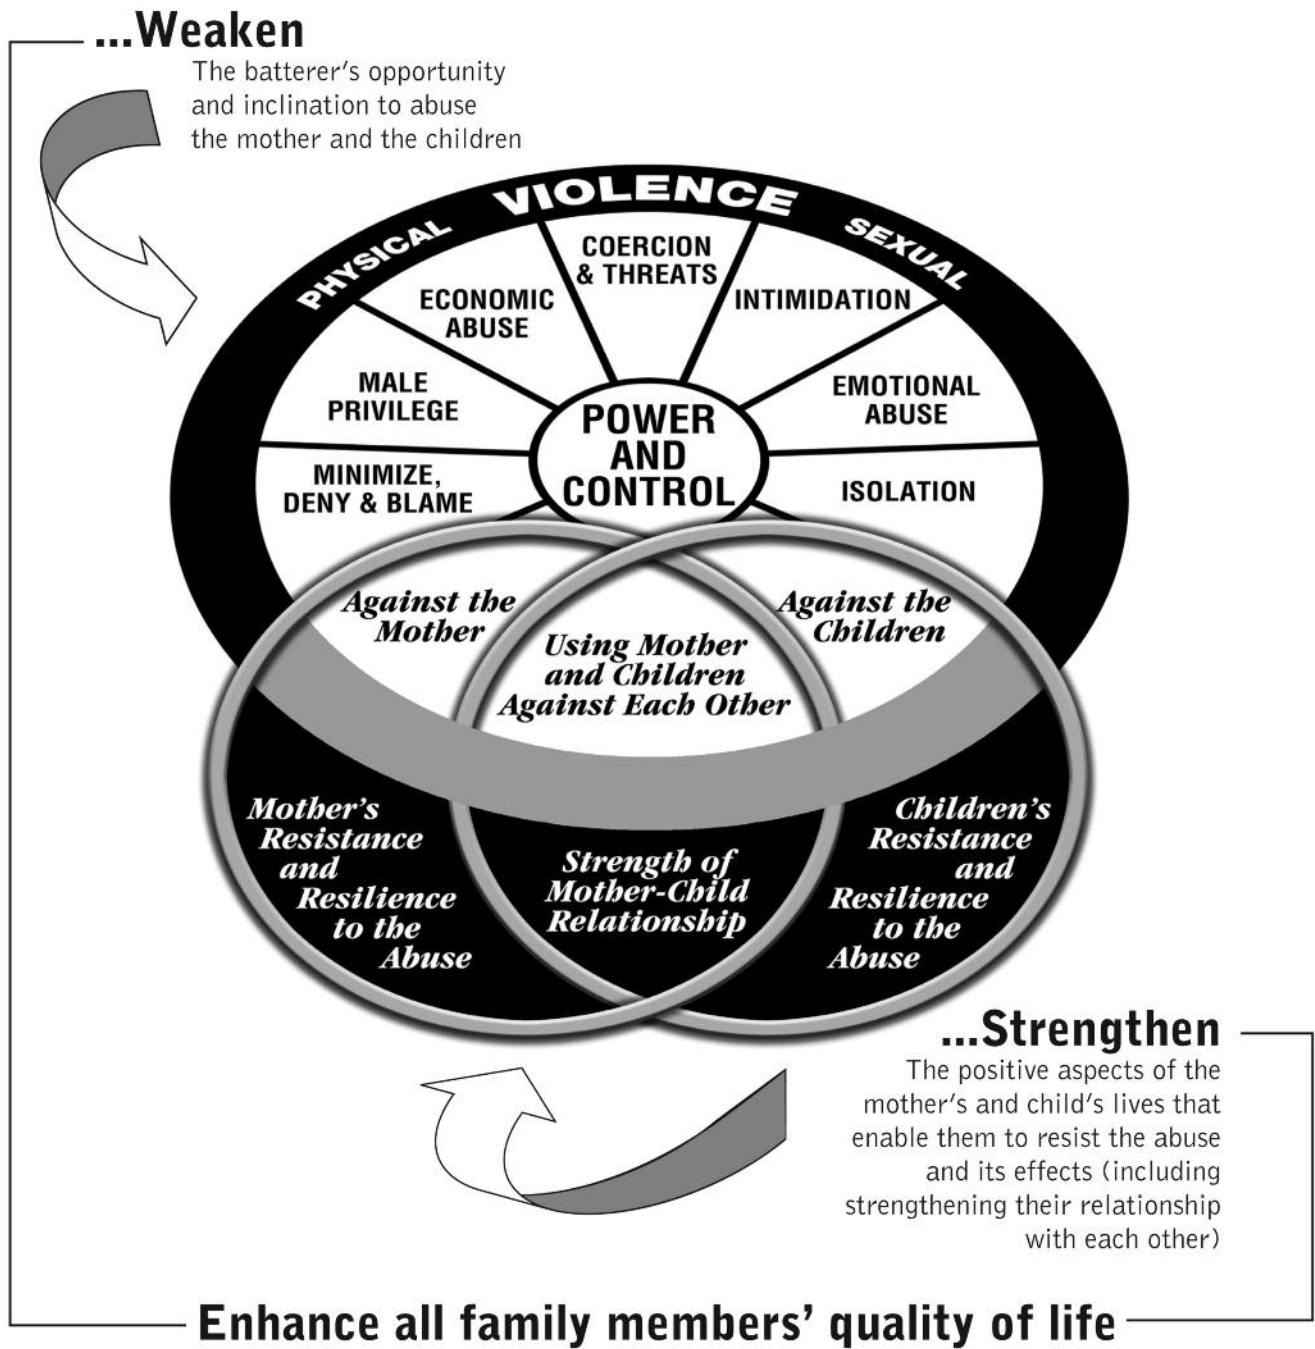 ...Weaken
The batterer's opportunity
and inclination to abuse
the mother and the children
PHYSICAL VIOLENCE SEXUAL
COERCION
& THREATS
ECONOMIC
ABUSE
INTIMIDATION
MALE
PRIVILEGE
EMOTIONAL
ABUSE
POWER
AND
CONTROL
MINIMIZE,
DENY & BLAME
ISOLATION
Against the
Mother
Using Mother
and Children
Against Each Other
Against the
Children
Mother's
Resistance
and
Resilience
to the
Abuse
Strength of
Mother-Child
Relationship
Children's
Resistance
and
Resilience
to the
Abuse
...Strengthen
The positive aspects of the
mother's and child's lives that
enable them to resist the abuse
and its effects (including
strengthening their relationship
with each other)
Enhance all family members' quality of life